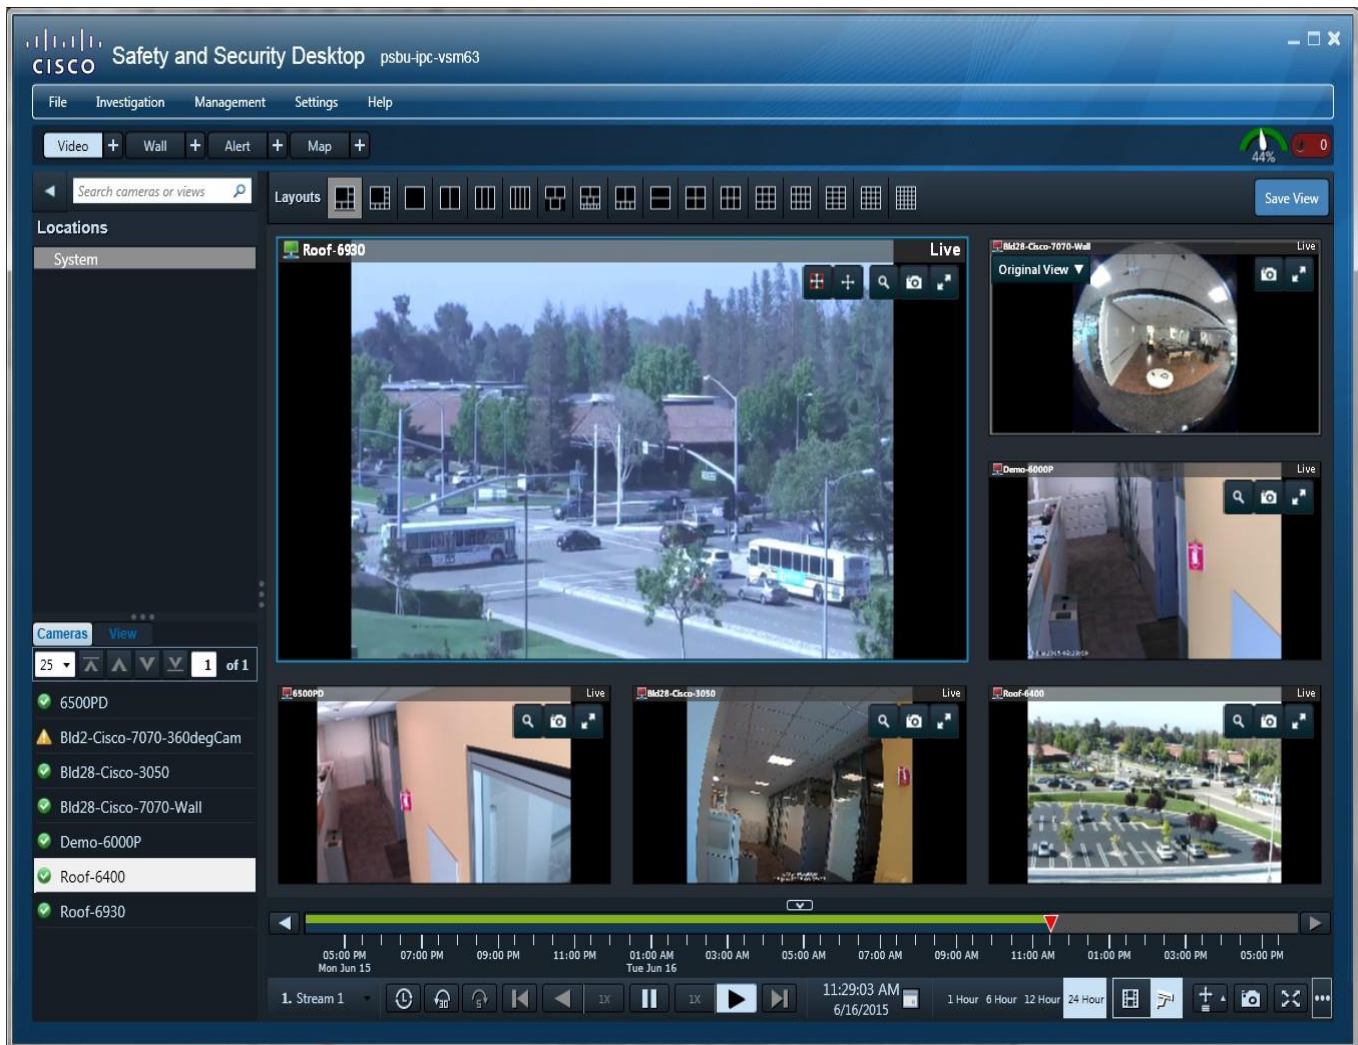 CISCO Safety and Security Desktop psbu-ipc-vsm63
File Investigation Management Settings Help
Video + Wall + Alert + Map +
44% 0
Search cameras or views
Layouts
Save View
Locations
System
Roof-6930 Live
Bld28-Cisco-7070-Wall Live
Original View
Demo-6000P Live
Cameras View
25 1 of 1
6500PD
Bld2-Cisco-7070-360degCam
Bld28-Cisco-3050
Bld28-Cisco-7070-Wall
Demo-6000P
Roof-6400
Roof-6930
6500PD Live
Bld28-Cisco-3050 Live
Roof-6400 Live
05:00 PM 07:00 PM 09:00 PM 11:00 PM 01:00 AM 03:00 AM 05:00 AM 07:00 AM 09:00 AM 11:00 AM 01:00 PM 03:00 PM 05:00 PM
Mon Jun 15 Tue Jun 16
1. Stream 1 30 5 1X 1X
11:29:03 AM
6/16/2015
1 Hour 6 Hour 12 Hour 24 Hour